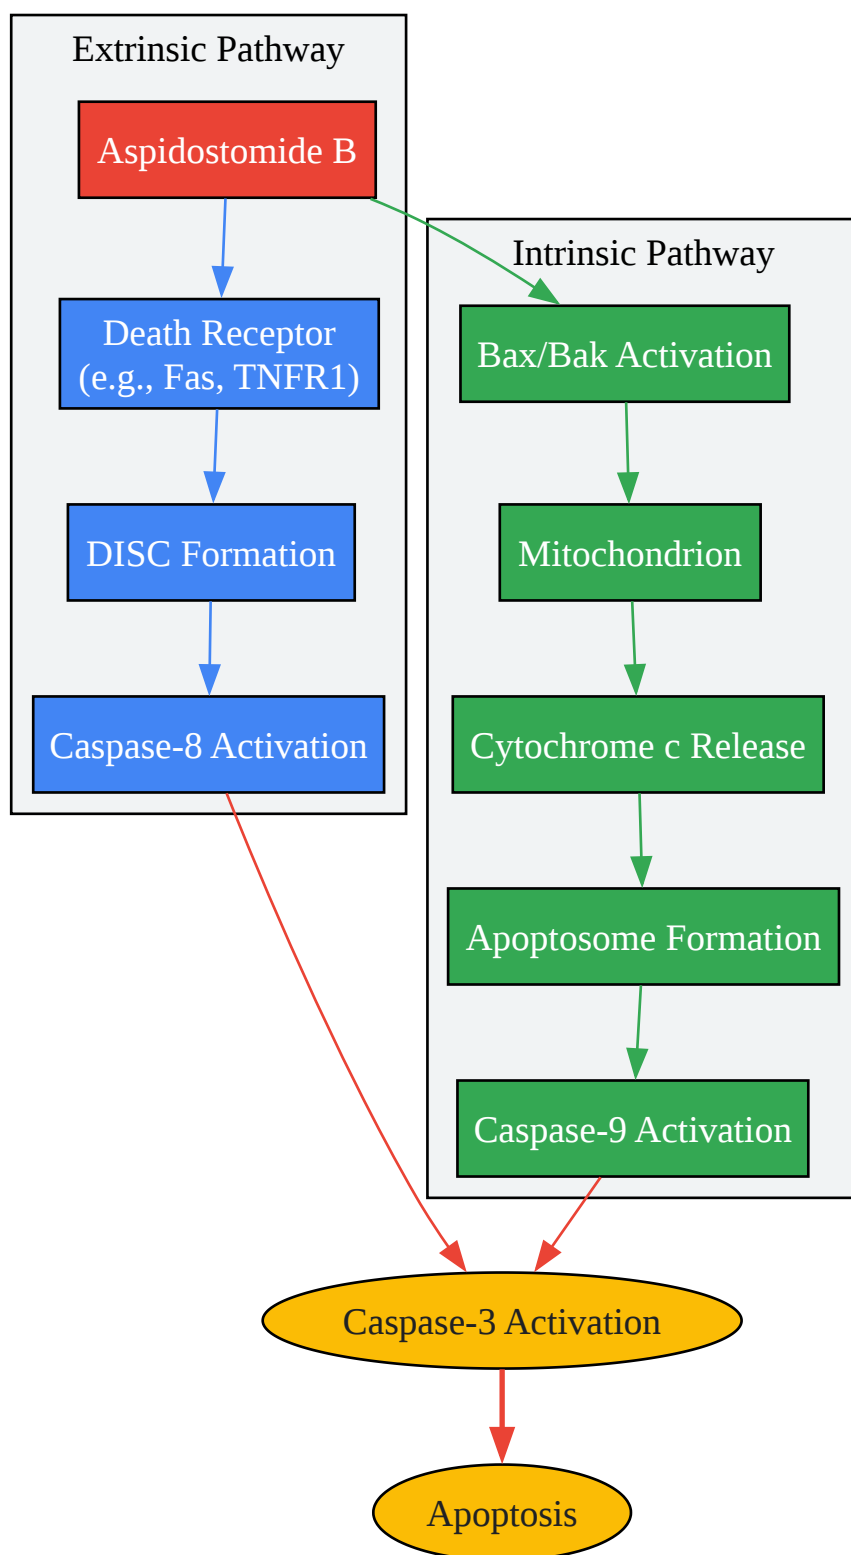 Extrinsic Pathway
Aspidostomide B
Death Receptor
(e.g., Fas, TNFR1)
DISC Formation
Caspase-8 Activation
Intrinsic Pathway
Bax/Bak Activation
Mitochondrion
Cytochrome c Release
Apoptosome Formation
Caspase-9 Activation
Caspase-3 Activation
Apoptosis